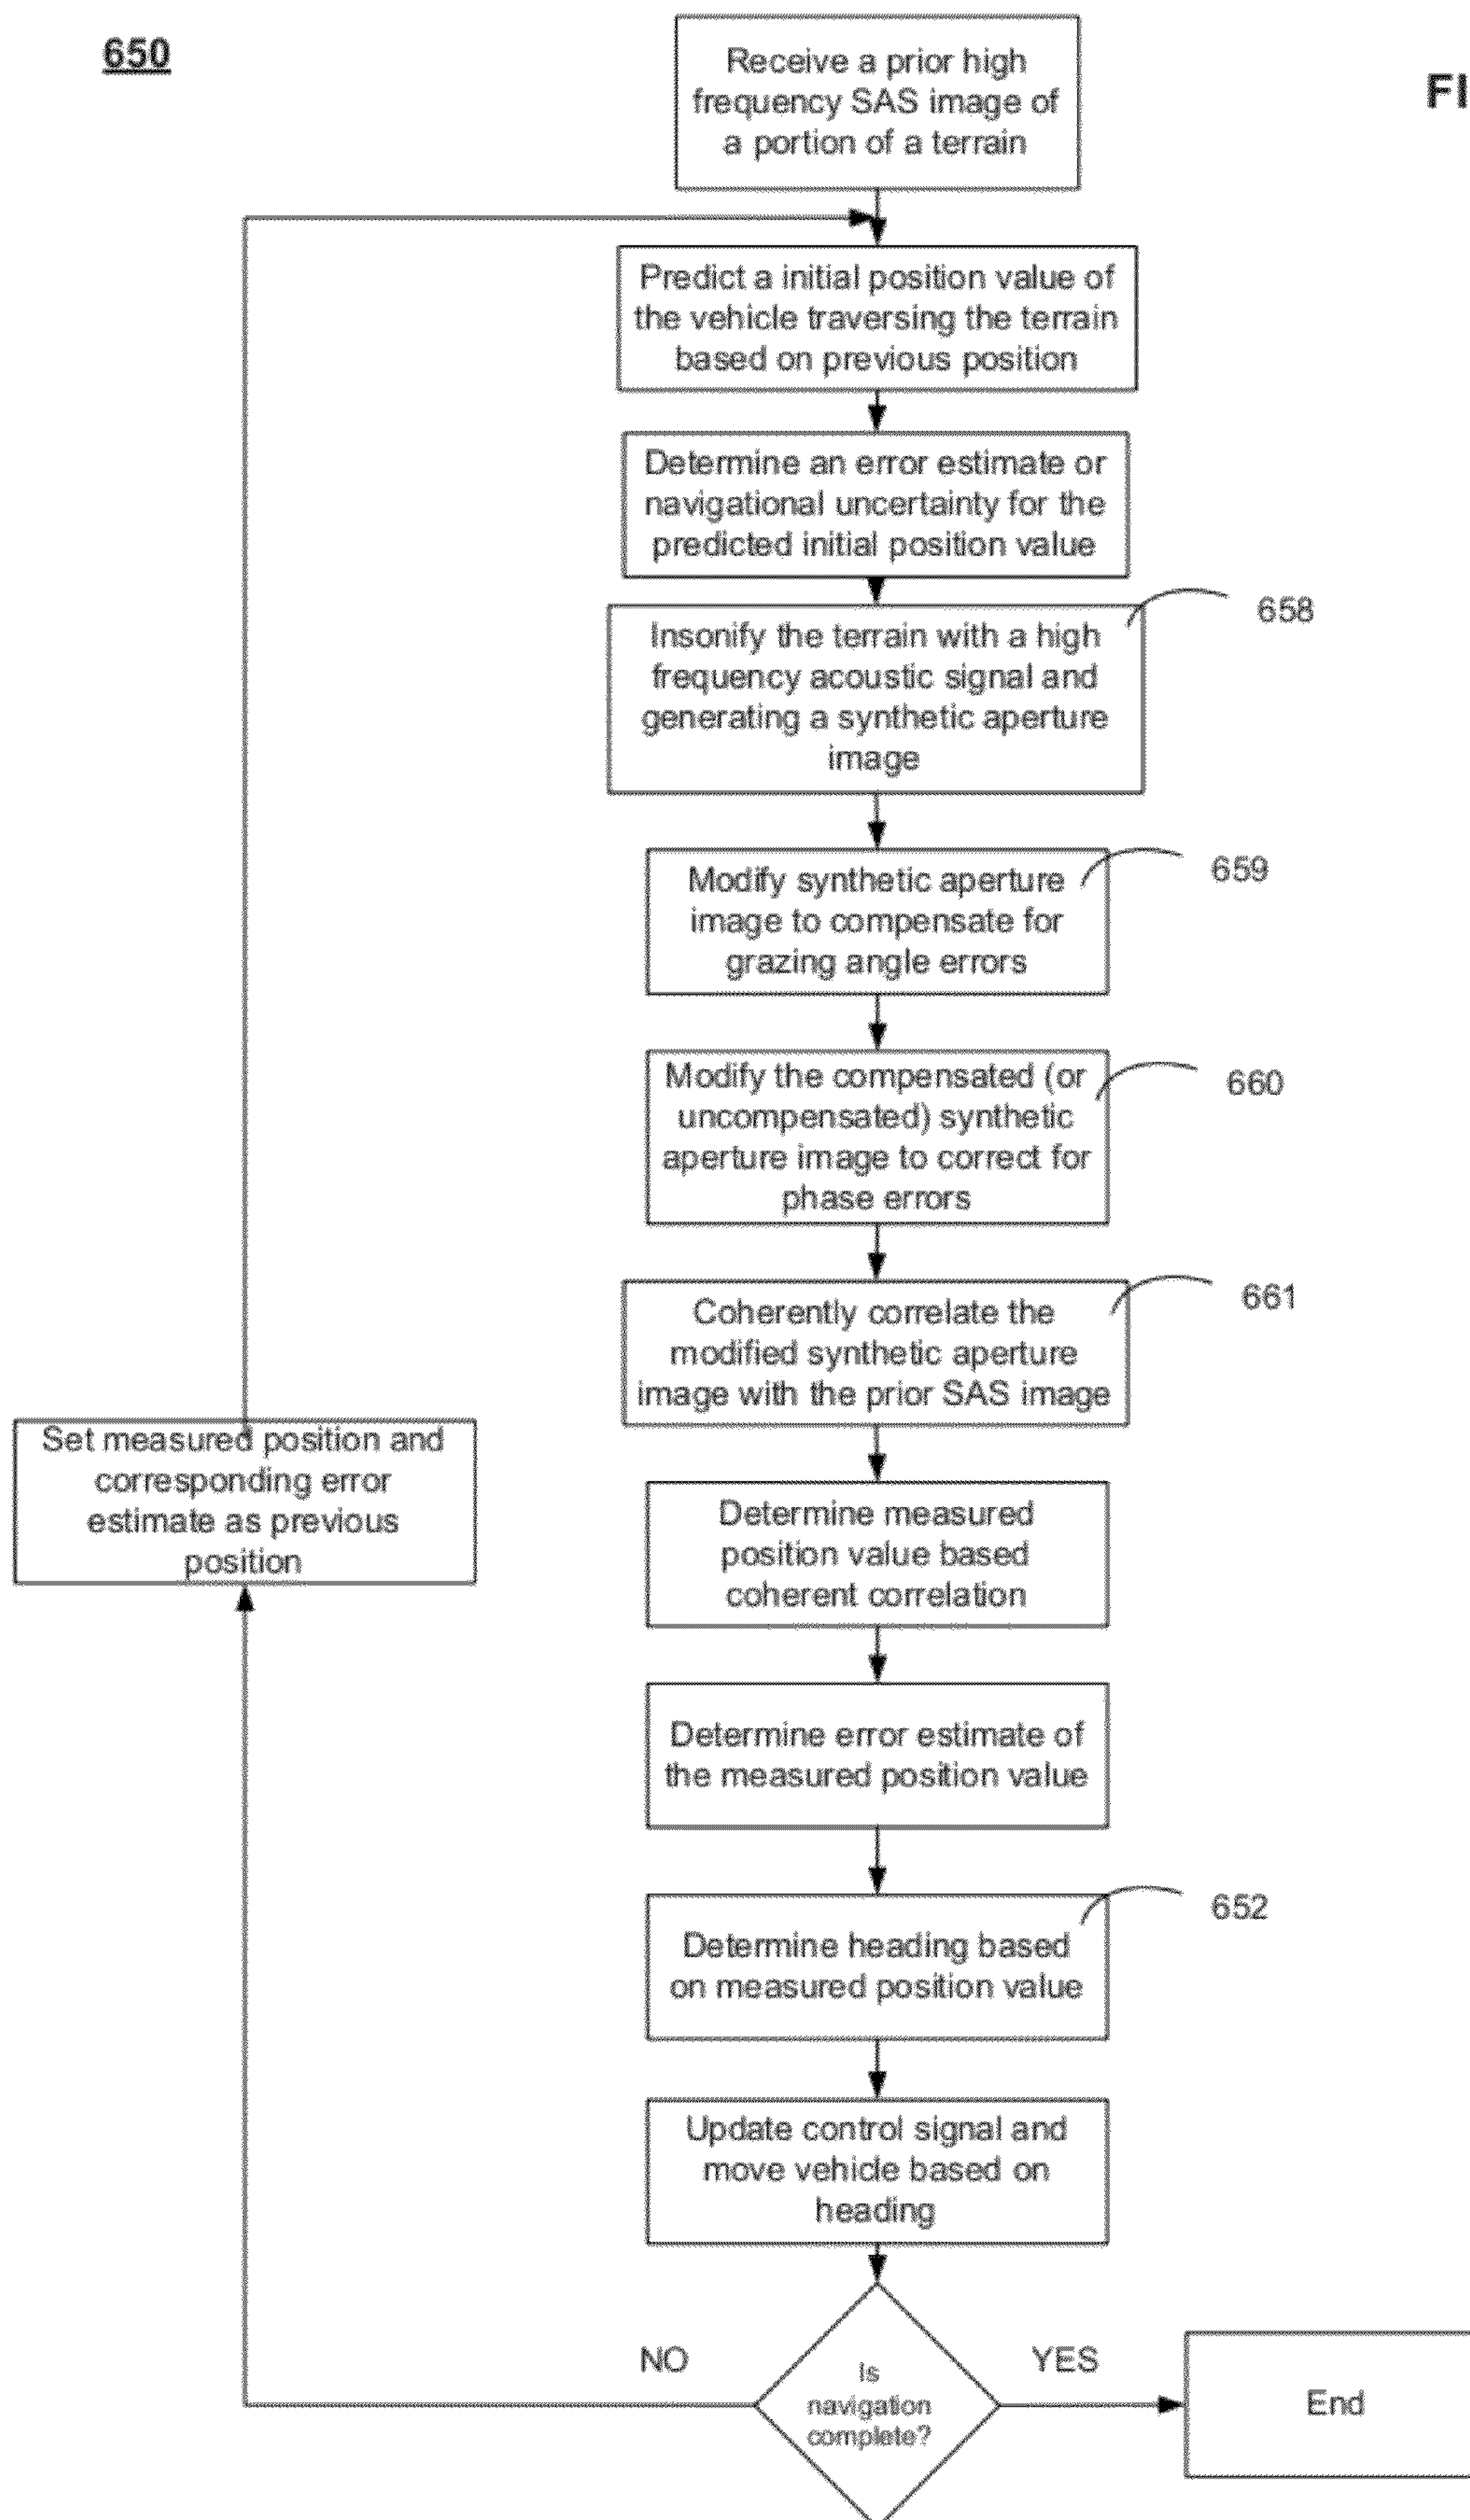 650
FI
Receive a prior high
frequency SAS image of
a portion of a terrain
Predict a initial position value of
the vehicle traversing the terrain
based on previous position
Determine an error estimate or
navigational uncertainty for the
predicted initial position value
658
Insonify the terrain with a high
frequency acoustic signal and
generating a synthetic aperture
image
659
Modify synthetic aperture
image to compensate for
grazing angle errors
660
Modify the compensated (or
uncompensated) synthetic
aperture image to correct for
phase errors
661
Coherently correlate the
modified synthetic aperture
image with the prior SAS image
Set measured position and
corresponding error
estimate as previous
position
Determine measured
position value based
coherent correlation
Determine error estimate of
the measured position value
652
Determine heading based
on measured position value
Update control signal and
move vehicle based on
heading
NO
YES
Is
navigation
complete?
End